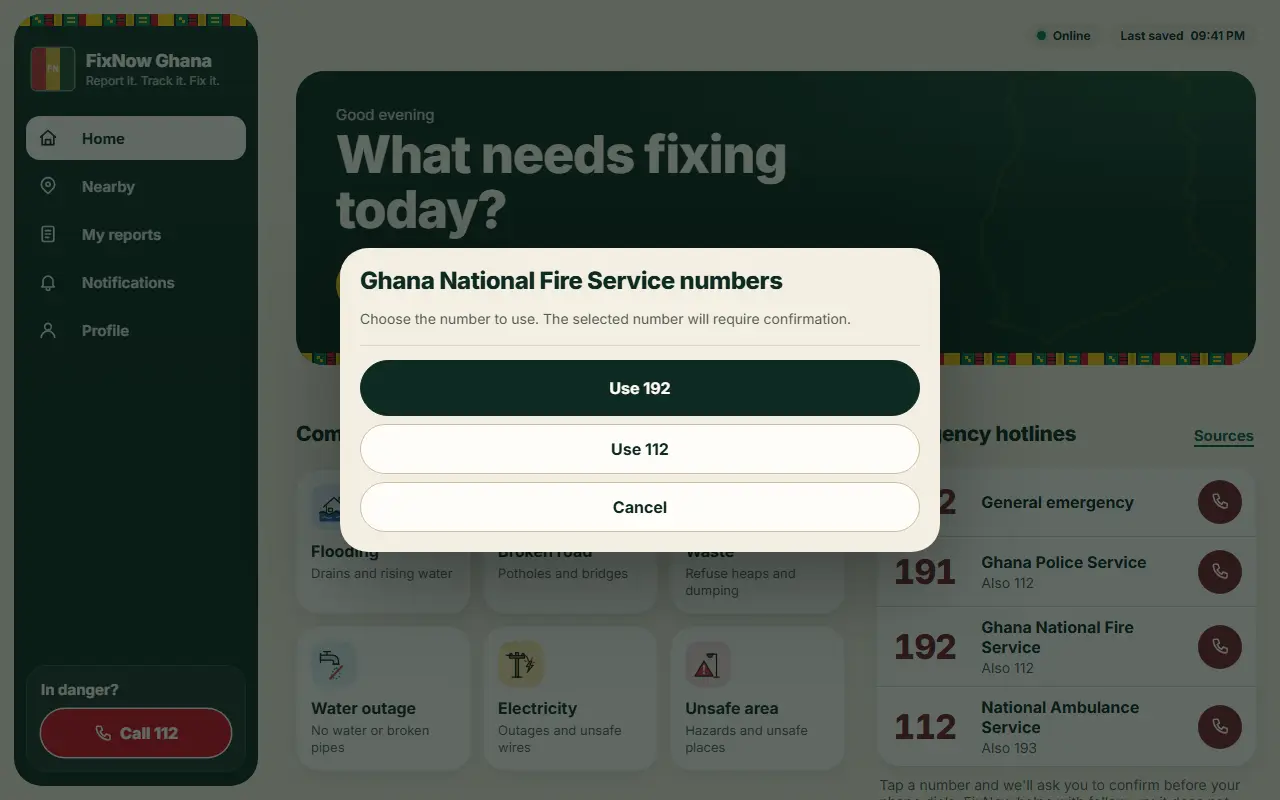 FN
FixNow Ghana
Report it. Track it. Fix it.
Home
Nearby
My reports
Notifications
Profile
In danger?
Call 112
Online
Last saved 09:41 PM
Good evening
What needs fixing
today?
Ghana National Fire Service numbers
Choose the number to use. The selected number will require confirmation.
Use 192
Use 112
Cancel
Flooding
Drains and rising water
Broken road
Potholes and bridges
Waste
Refuse heaps and
dumping
Water outage
No water or broken
pipes
Electricity
Outages and unsafe
wires
Unsafe area
Hazards and unsafe
places
hotlines
Sources
General emergency
191
Ghana Police Service
Also 112
192
Ghana National Fire
Service
Also 112
112
National Ambulance
Service
Also 193
Tap a number and we'll ask you to confirm before your